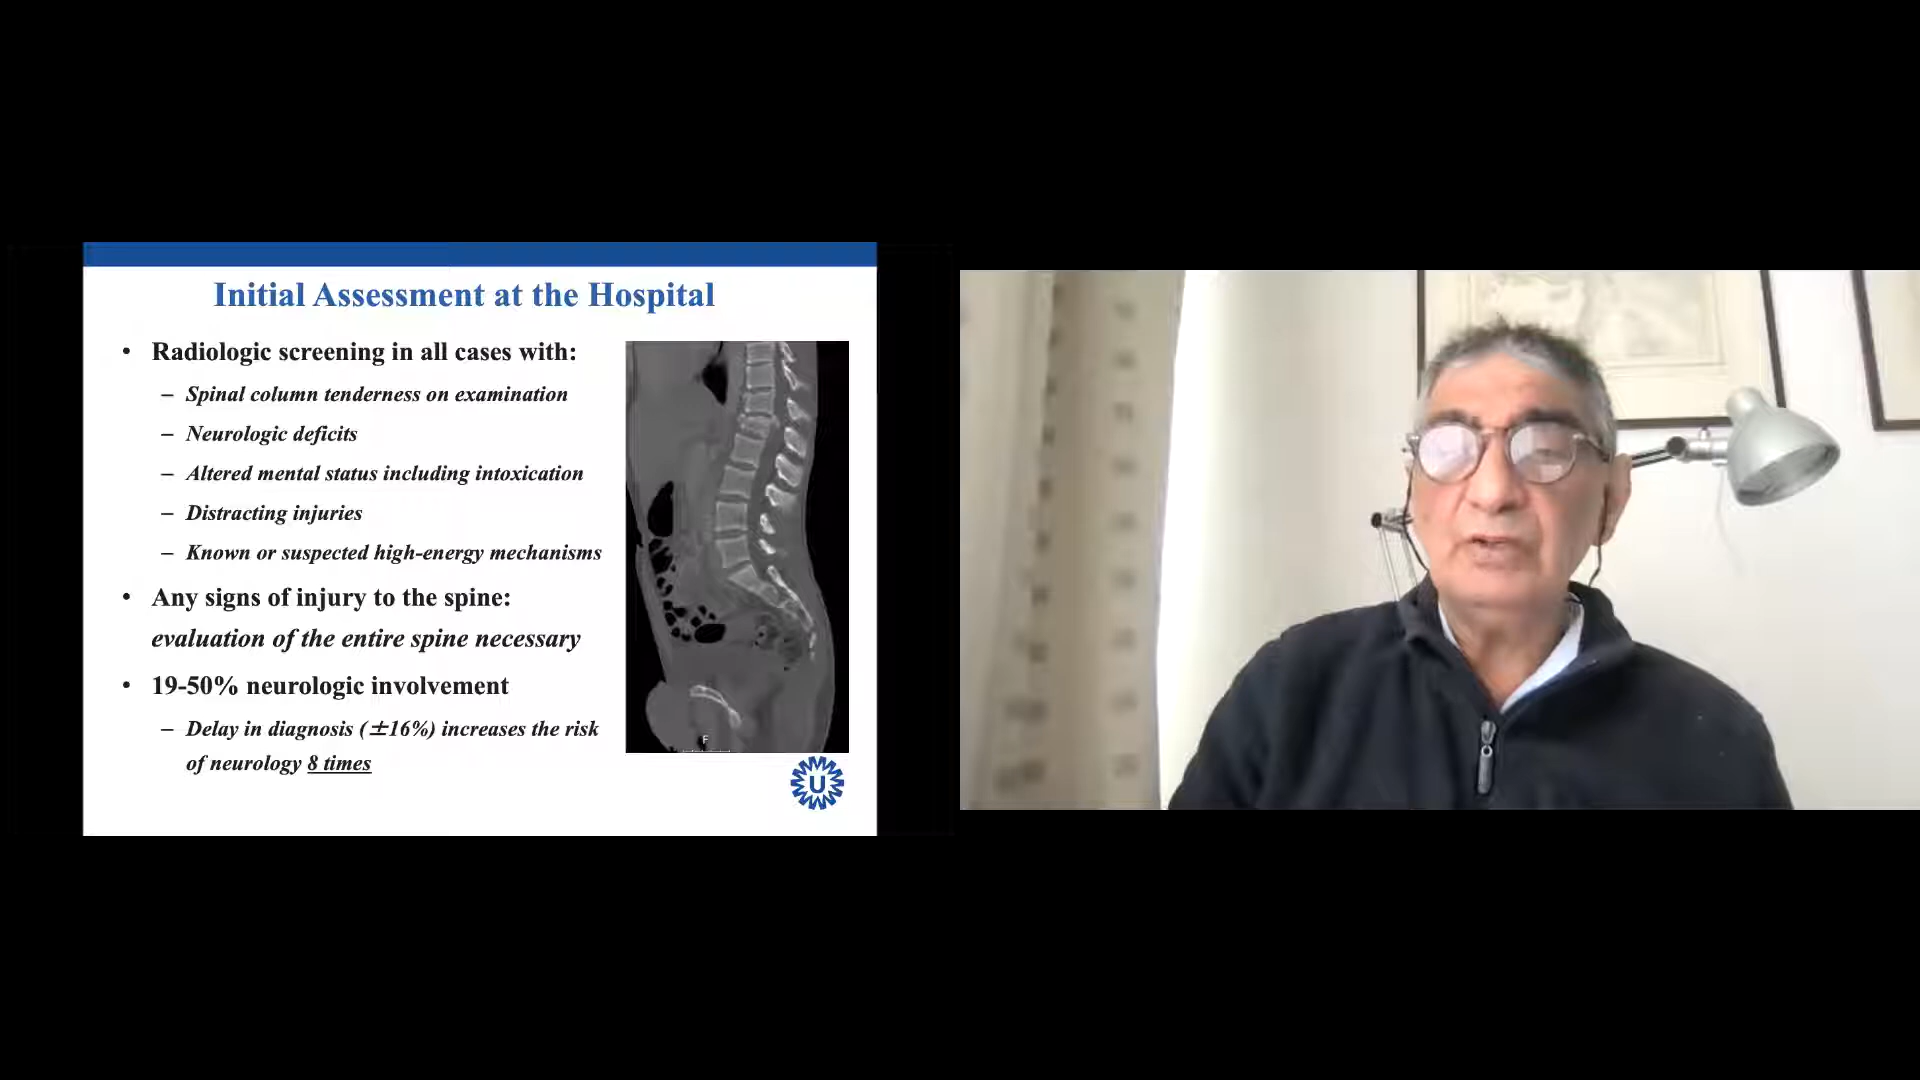 Initial Assessment at the Hospital
• Radiologic screening in all cases with:
– Spinal column tenderness on examination
– Neurologic deficits
– Altered mental status including intoxication
– Distracting injuries
– Known or suspected high-energy mechanisms
• Any signs of injury to the spine:
evaluation of the entire spine necessary
• 19-50% neurologic involvement
– Delay in diagnosis (±16%) increases the risk
of neurology 8 times
F
U